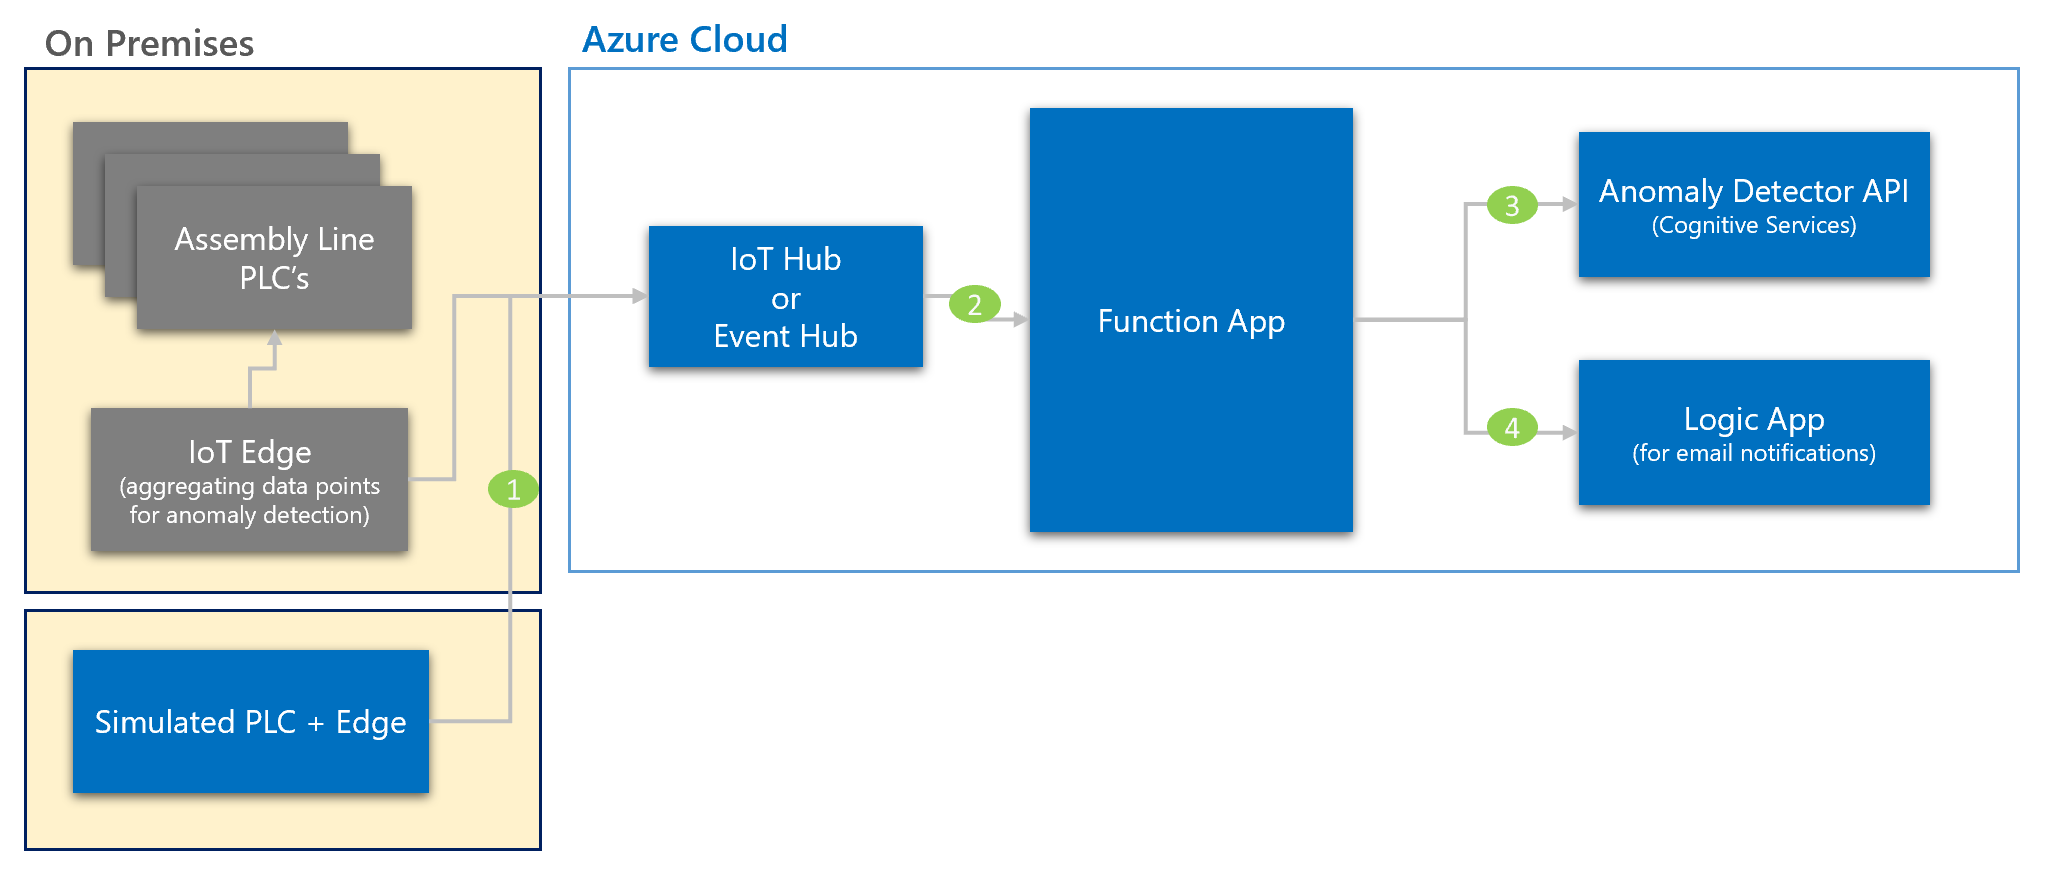 On Premises
Azure Cloud
Assembly Line
PLC’s
IoT Edge
(aggregating data points
for anomaly detection)
1
Simulated PLC + Edge
IoT Hub
or
Event Hub
2
Function App
3
Anomaly Detector API
(Cognitive Services)
4
Logic App
(for email notifications)